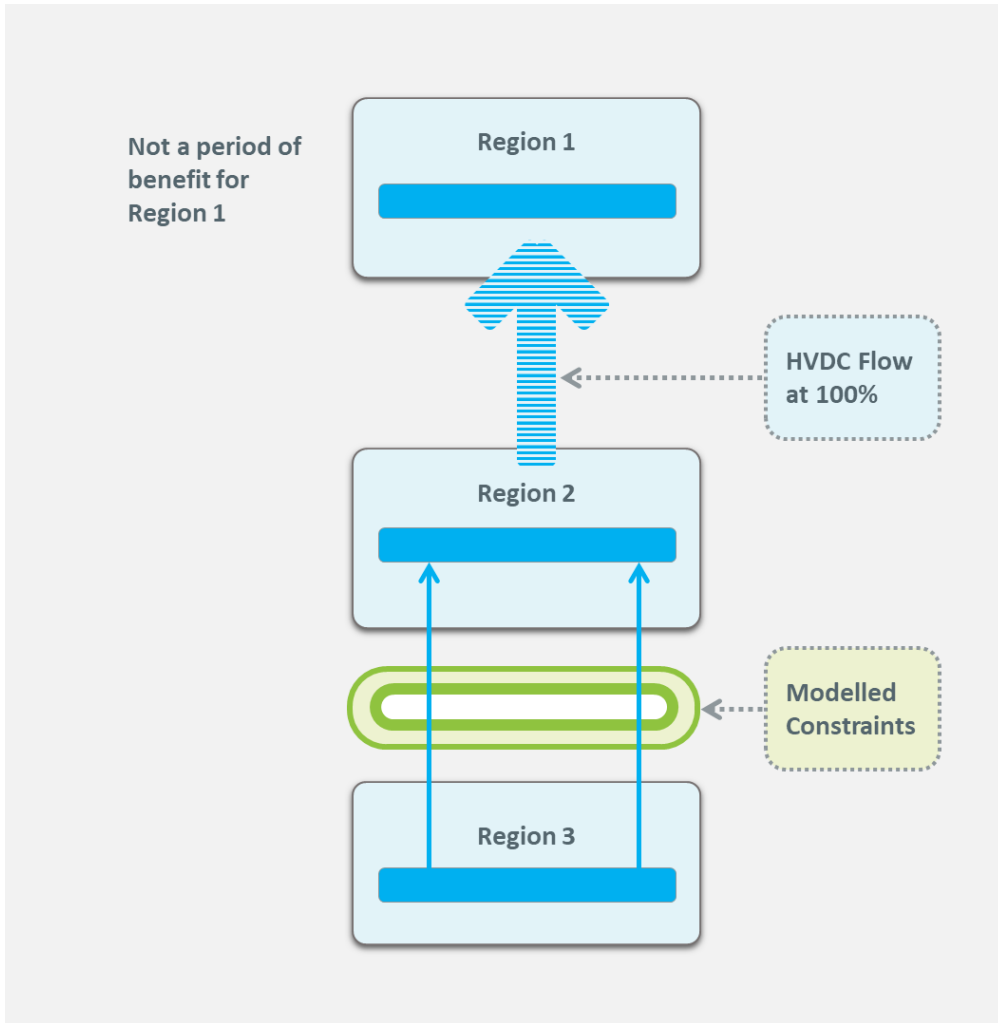 Not a period of
benefit for
Region 1
Region 1
HVDC Flow
at 100%
Region 2
Modelled
Constraints
Region 3